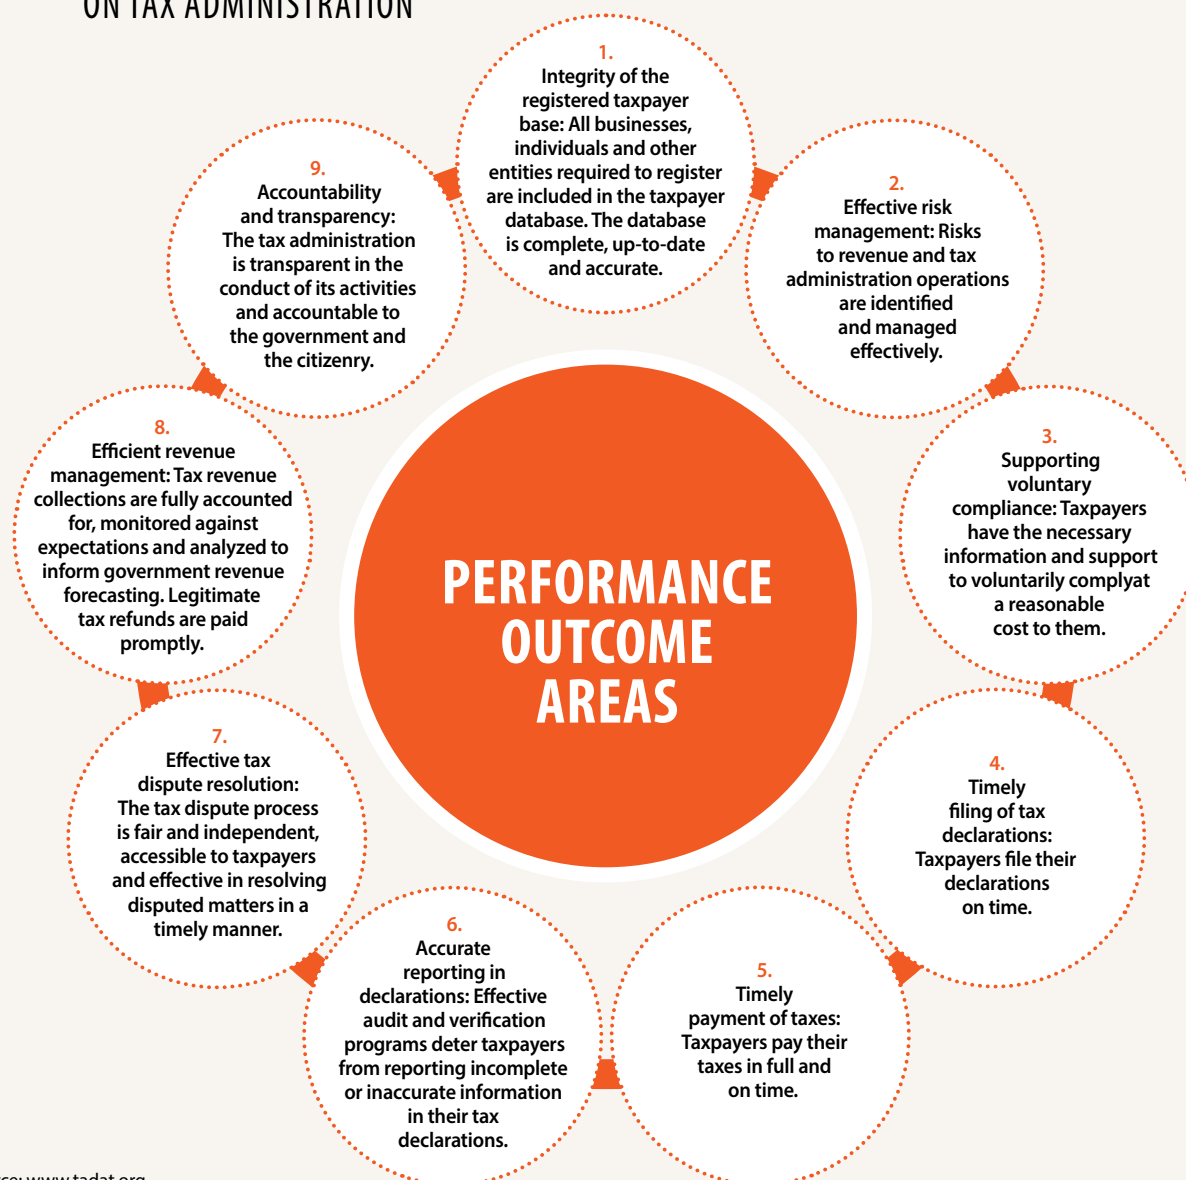 ON TAX ADMINISTRATION
1.
Integrity of the
registered taxpayer
base: All businesses,
individuals and other
entities required to register
are included in the taxpayer
database. The database
is complete, up-to-date
and accurate.
2.
Effective risk
management: Risks
to revenue and tax
administration operations
are identified
and managed
effectively.
3.
Supporting
voluntary
compliance: Taxpayers
have the necessary
information and support
to voluntarily complyat
a reasonable
cost to them.
4.
Timely
filing of tax
declarations:
Taxpayers file their
declarations
on time.
5.
Timely
payment of taxes:
Taxpayers pay their
taxes in full and
on time.
6.
Accurate
reporting in
declarations: Effective
audit and verification
programs deter taxpayers
from reporting incomplete
or inaccurate information
in their tax
declarations.
7.
Effective tax
dispute resolution:
The tax dispute process
is fair and independent,
accessible to taxpayers
and effective in resolving
disputed matters in a
timely manner.
8.
Efficient revenue
management: Tax revenue
collections are fully accounted
for, monitored against
expectations and analyzed to
inform government revenue
forecasting. Legitimate
tax refunds are paid
promptly.
9.
Accountability
and transparency:
The tax administration
is transparent in the
conduct of its activities
and accountable to
the government and
the citizenry.
PERFORMANCE
OUTCOME
AREAS
www.tadat.org